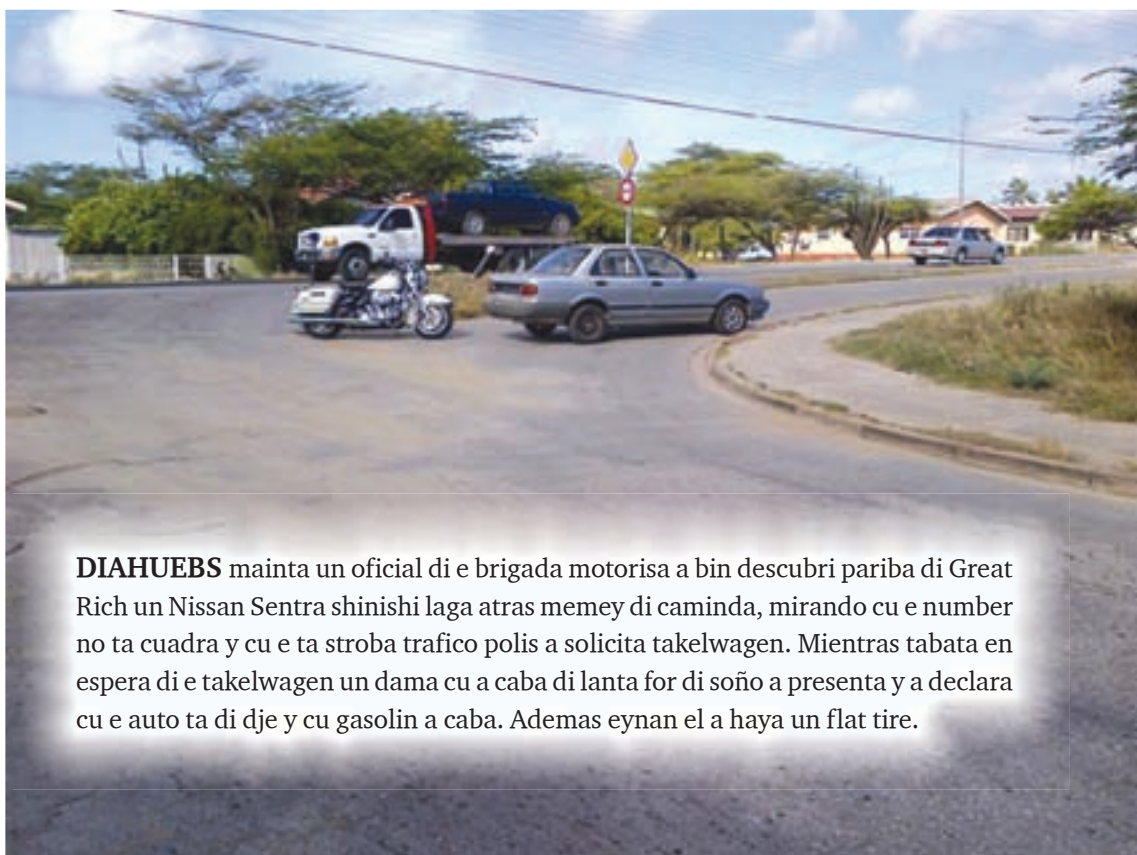 DIAHUEBS mainta un oficial di e brigada motorisa a bin descubri pariba di Great
Rich un Nissan Sentra shinishi laga atras memey di caminda, mirando cu e number
no ta cuadra y cu e ta stroba trafico polis a solicita takelwagen. Mientras tabata en
espera di e takelwagen un dama cu a caba di lanta for di soño a presenta y a declara
cu e auto ta di dje y cu gasolin a caba. Ademas eynan el a haya un flat tire.